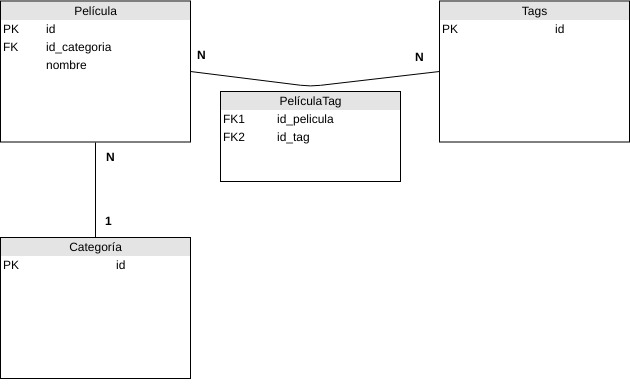 Película
PK id
FK id_categoria
nombre
N
N
Tags
PK id
PelículaTag
FK1 id_pelicula
FK2 id_tag
N
1
Categoría
PK id